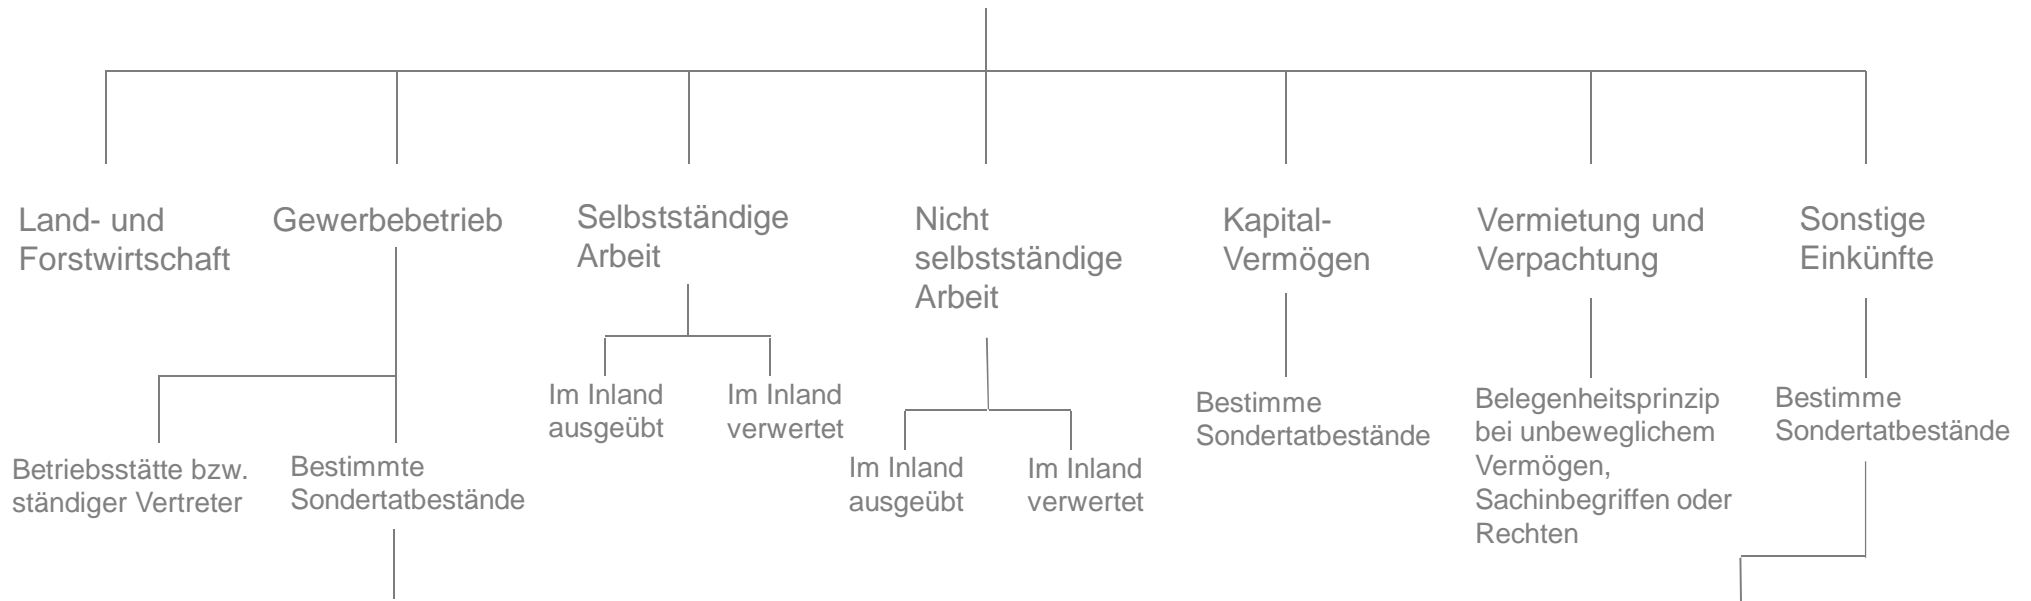 Land- und
Forstwirtschaft
Gewerbebetrieb
Selbstständige
Arbeit
Nicht
selbstständige
Arbeit
Kapital-
Vermögen
Vermietung und
Verpachtung
Sonstige
Einkünfte
Betriebsstätte bzw.
ständiger Vertreter
Bestimmte
Sondertatbestände
Im Inland
ausgeübt
Im Inland
verwertet
Im Inland
ausgeübt
Im Inland
verwertet
Bestimme
Sondertatbestände
Belegenheitsprinzip
bei unbeweglichem
Vermögen,
Sachinbegriffen oder
Rechten
Bestimme
Sondertatbestände